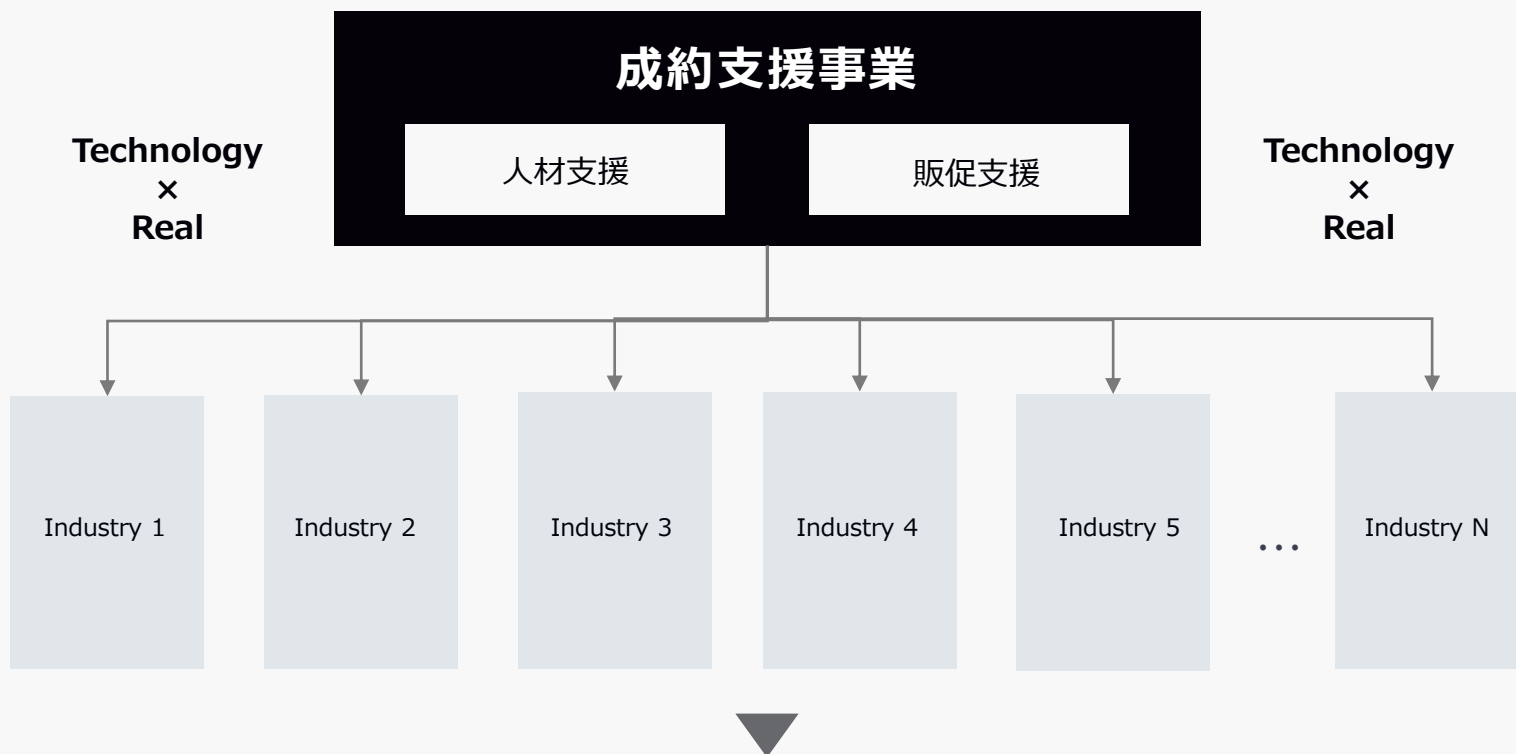 成約支援事業
Technology
×
Real
人材支援
販促支援
Technology
×
Real
Industry 1
Industry 2
Industry 3
Industry 4
Industry 5
...
Industry N